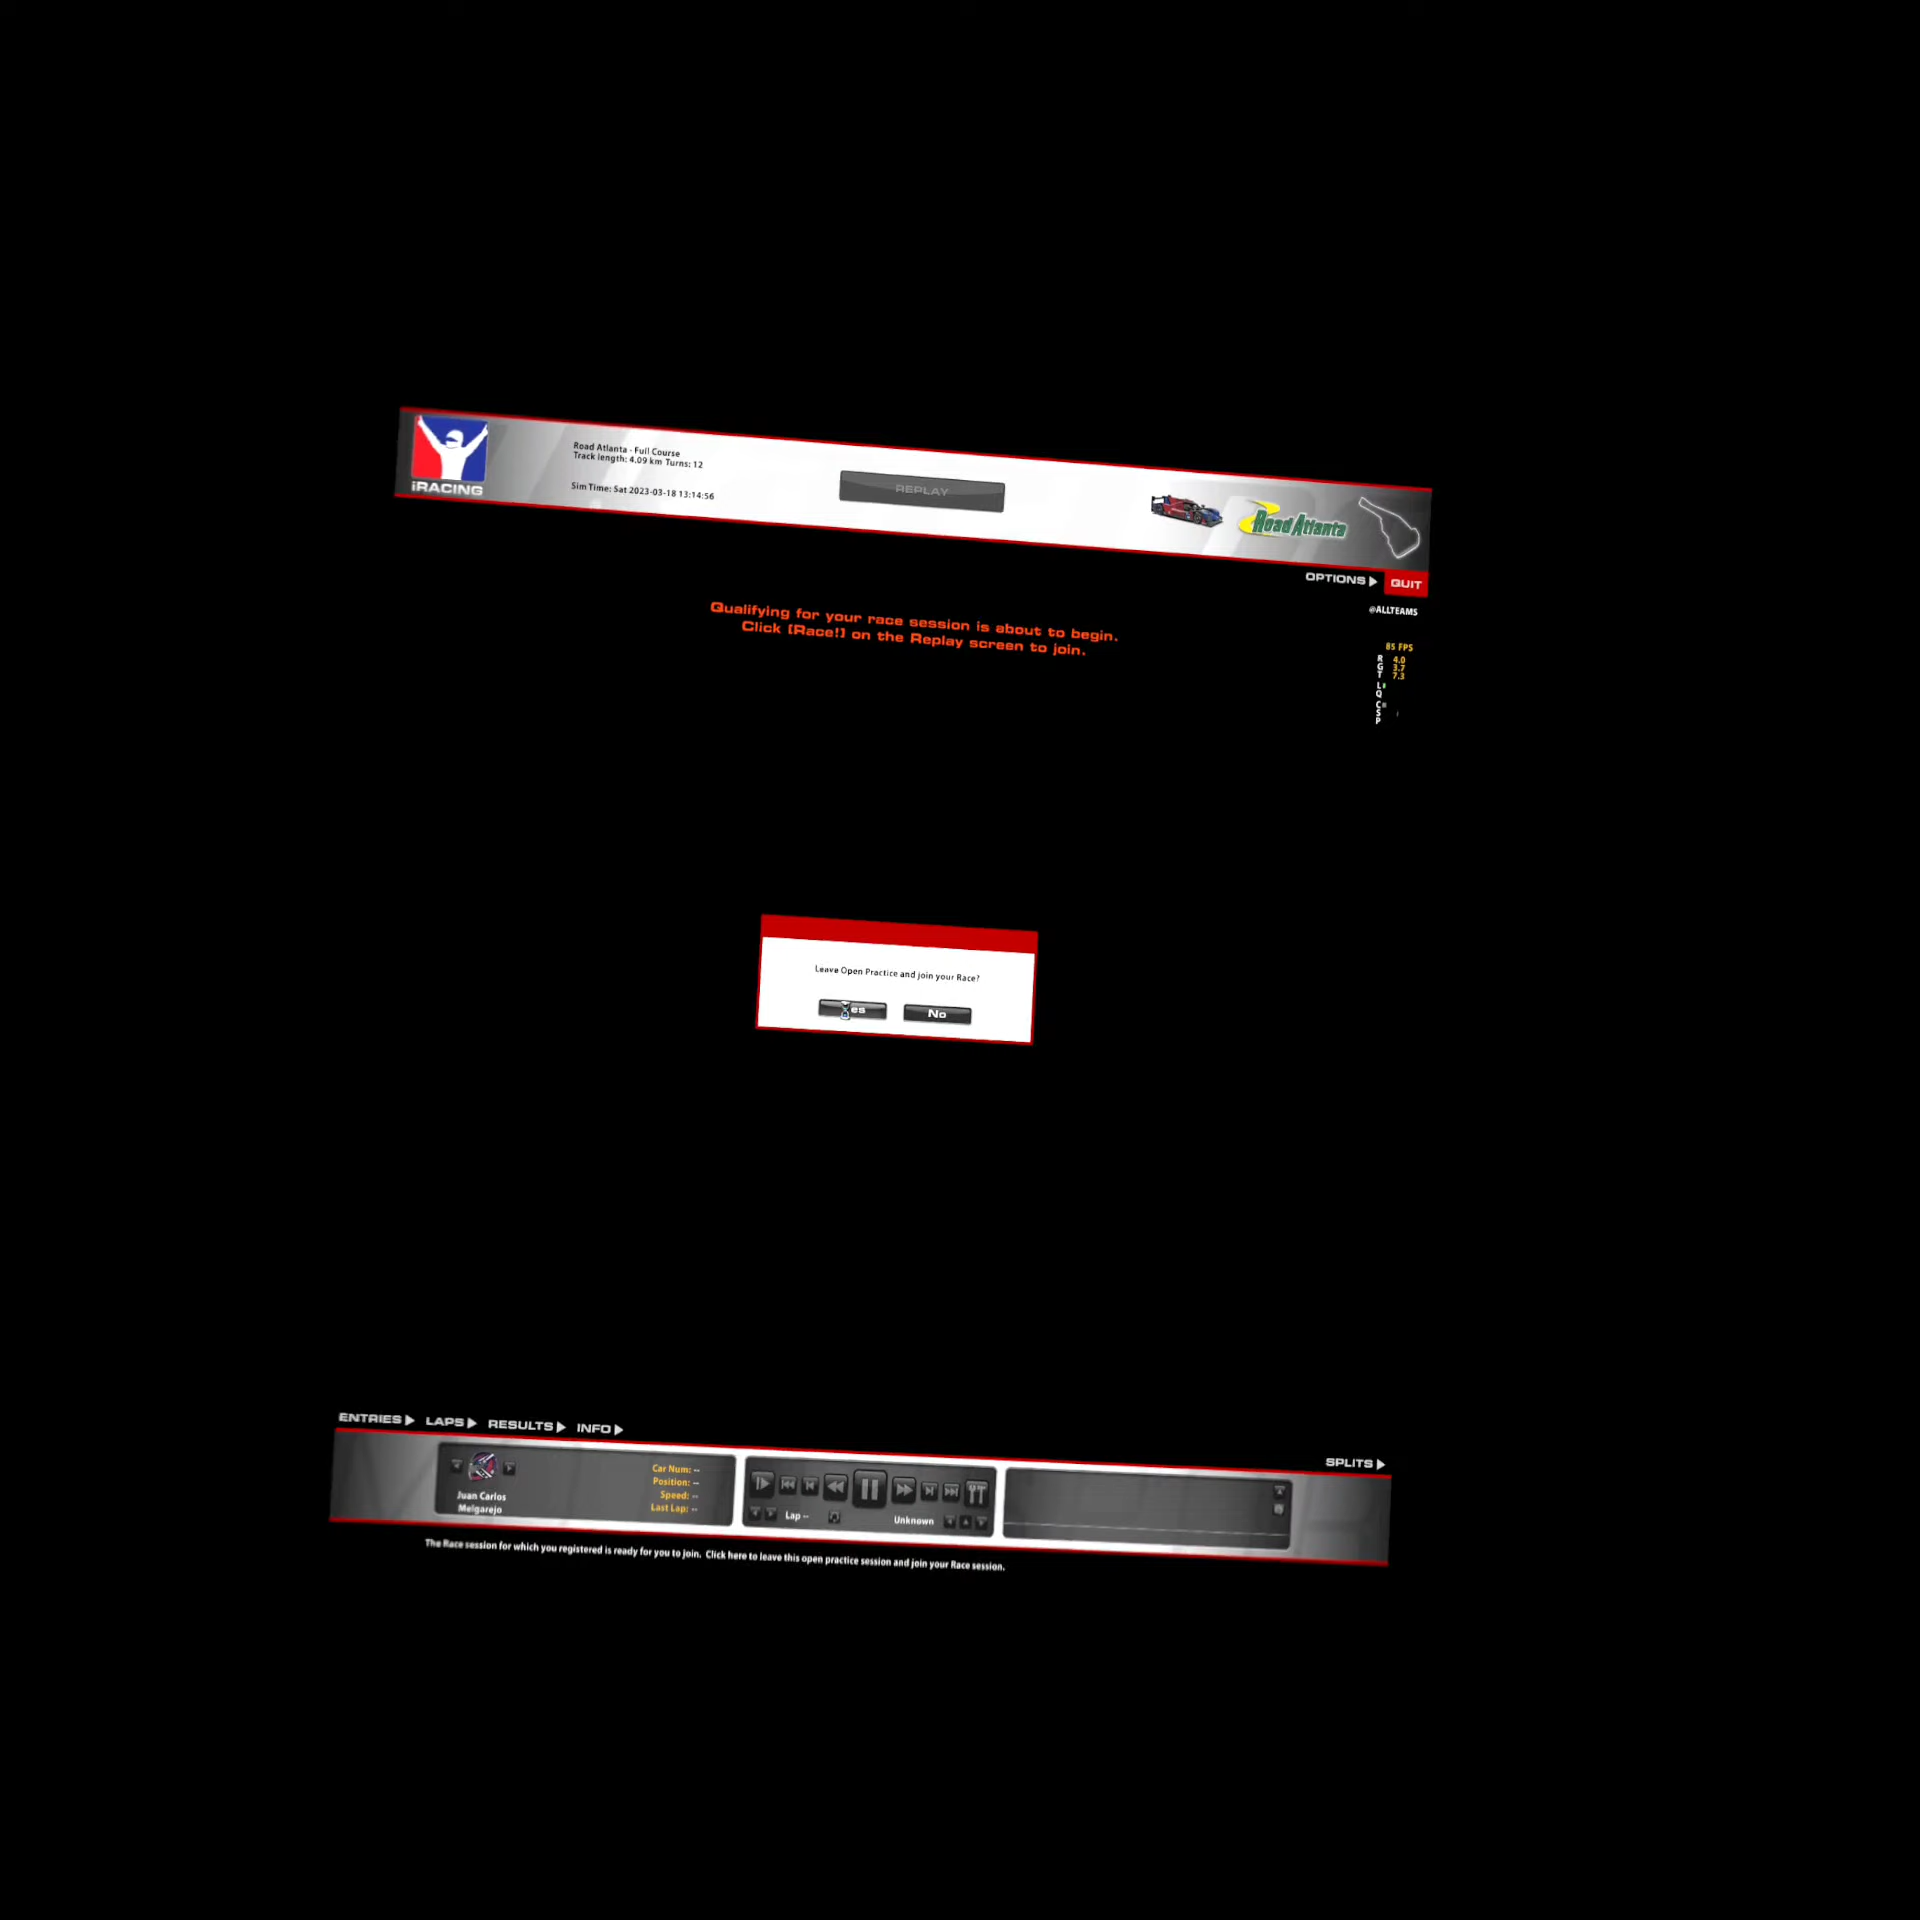 iRACING
Road Atlanta - Full Course
Track length: 4.09 km Turns: 12
Sim Time: Sat 2023-03-18 13:14:56
REPLAY
Road Atlanta
OPTIONS
QUIT
@ALLTEAMS
Qualifying for your race session is about to begin.
Click [Race!] on the Replay screen to join.
85 FPS
R 4.0
G 3.7
T 7.3
L
Q
C
S
P
Leave Open Practice and join your Race?
Yes No
ENTRIES LAPS RESULTS INFO
SPLITS
Juan Carlos
Melgarejo
Car Num: --
Position: --
Speed: --
Last Lap: --
Lap --
Unknown
The Race session for which you registered is ready for you to join. Click here to leave this open practice session and join your Race session.